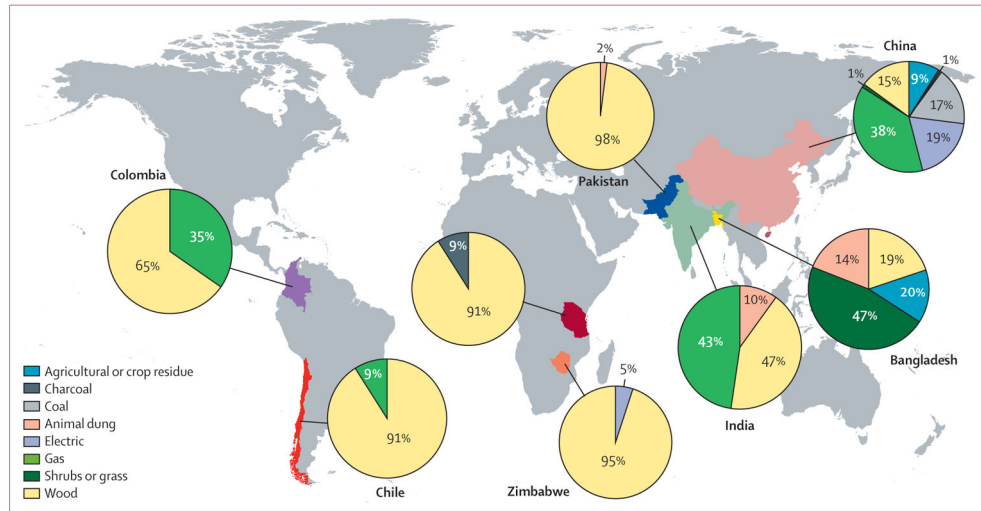 China
2%
1%
1%
9%
15%
17%
38%
19%
98%
Pakistan
Colombia
35%
65%
9%
91%
14%
19%
20%
47%
Bangladesh
10%
43%
47%
India
9%
91%
Chile
5%
95%
Zimbabwe
Agricultural or crop residue
Charcoal
Coal
Animal dung
Electric
Gas
Shrubs or grass
Wood